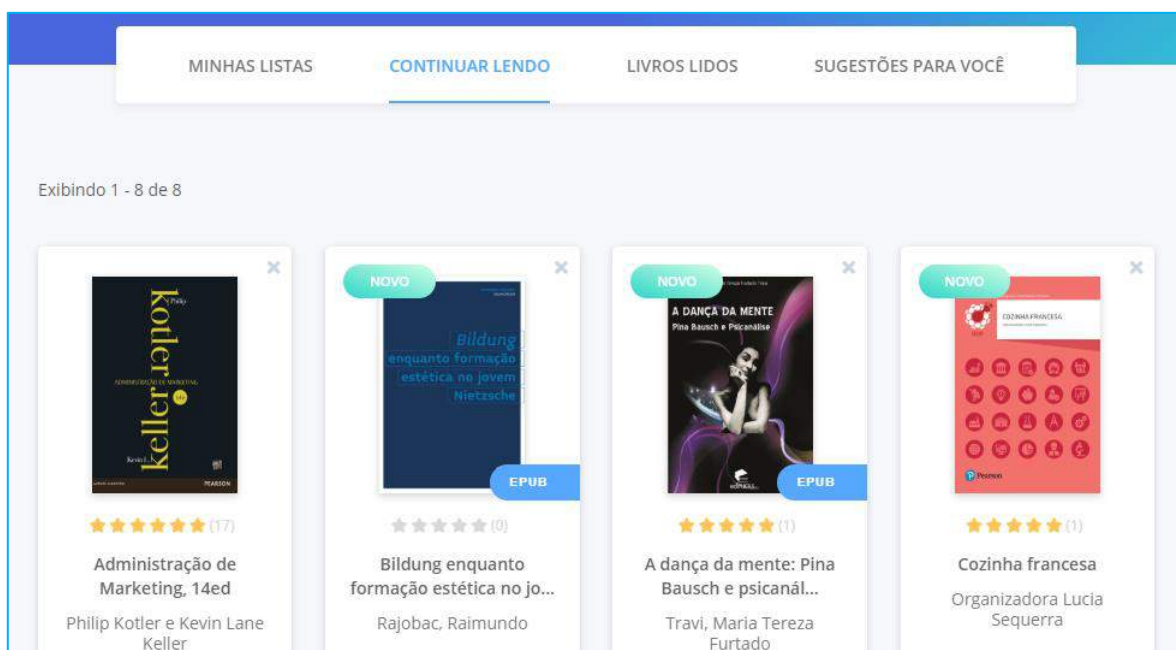 MINHAS LISTAS
CONTINUAR LENDO
LIVROS LIDOS
SUGESTÕES PARA VOCÊ
Exibindo 1 - 8 de 8
Philip
Kotler
keller
Kevin L.
ADMINISTRAÇÃO DE MARKETING
14e
PEARSON
(17)
Administração de
Marketing, 14ed
Philip Kotler e Kevin Lane
Keller
NOVO
Bildung
enquanto formação
estética no jovem
Nietzsche
EPUB
(0)
Bildung enquanto
formação estética no jo...
Rajobac, Raimundo
NOVO
A DANÇA DA MENTE
Pina Bausch e Psicanálise
EPUB
(1)
A dança da mente: Pina
Bausch e psicanál...
Travi, Maria Tereza
Furtado
NOVO
COZINHA FRANCESA
Pearson
(1)
Cozinha francesa
Organizadora Lucia
Sequerra